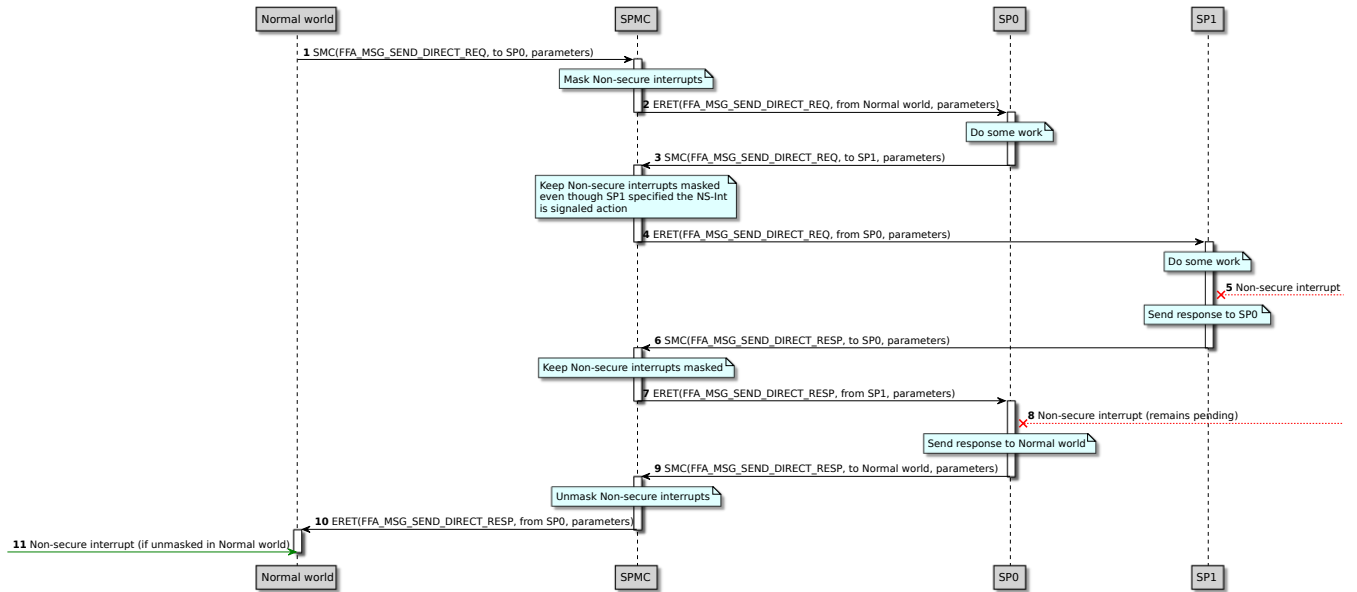 Normal world
SPMC
SP0
SP1
1 SMC(FFA_MSG_SEND_DIRECT_REQ, to SP0, parameters)
Mask Non-secure interrupts
2 ERET(FFA_MSG_SEND_DIRECT_REQ, from Normal world, parameters)
Do some work
3 SMC(FFA_MSG_SEND_DIRECT_REQ, to SP1, parameters)
Keep Non-secure interrupts masked
even though SP1 specified the NS-Int
is signaled action
4 ERET(FFA_MSG_SEND_DIRECT_REQ, from SP0, parameters)
Do some work
5 Non-secure interrupt
Send response to SP0
6 SMC(FFA_MSG_SEND_DIRECT_RESP, to SP0, parameters)
Keep Non-secure interrupts masked
7 ERET(FFA_MSG_SEND_DIRECT_RESP, from SP1, parameters)
8 Non-secure interrupt (remains pending)
Send response to Normal world
9 SMC(FFA_MSG_SEND_DIRECT_RESP, to Normal world, parameters)
Unmask Non-secure interrupts
10 ERET(FFA_MSG_SEND_DIRECT_RESP, from SP0, parameters)
11 Non-secure interrupt (if unmasked in Normal world)
Normal world
SPMC
SP0
SP1